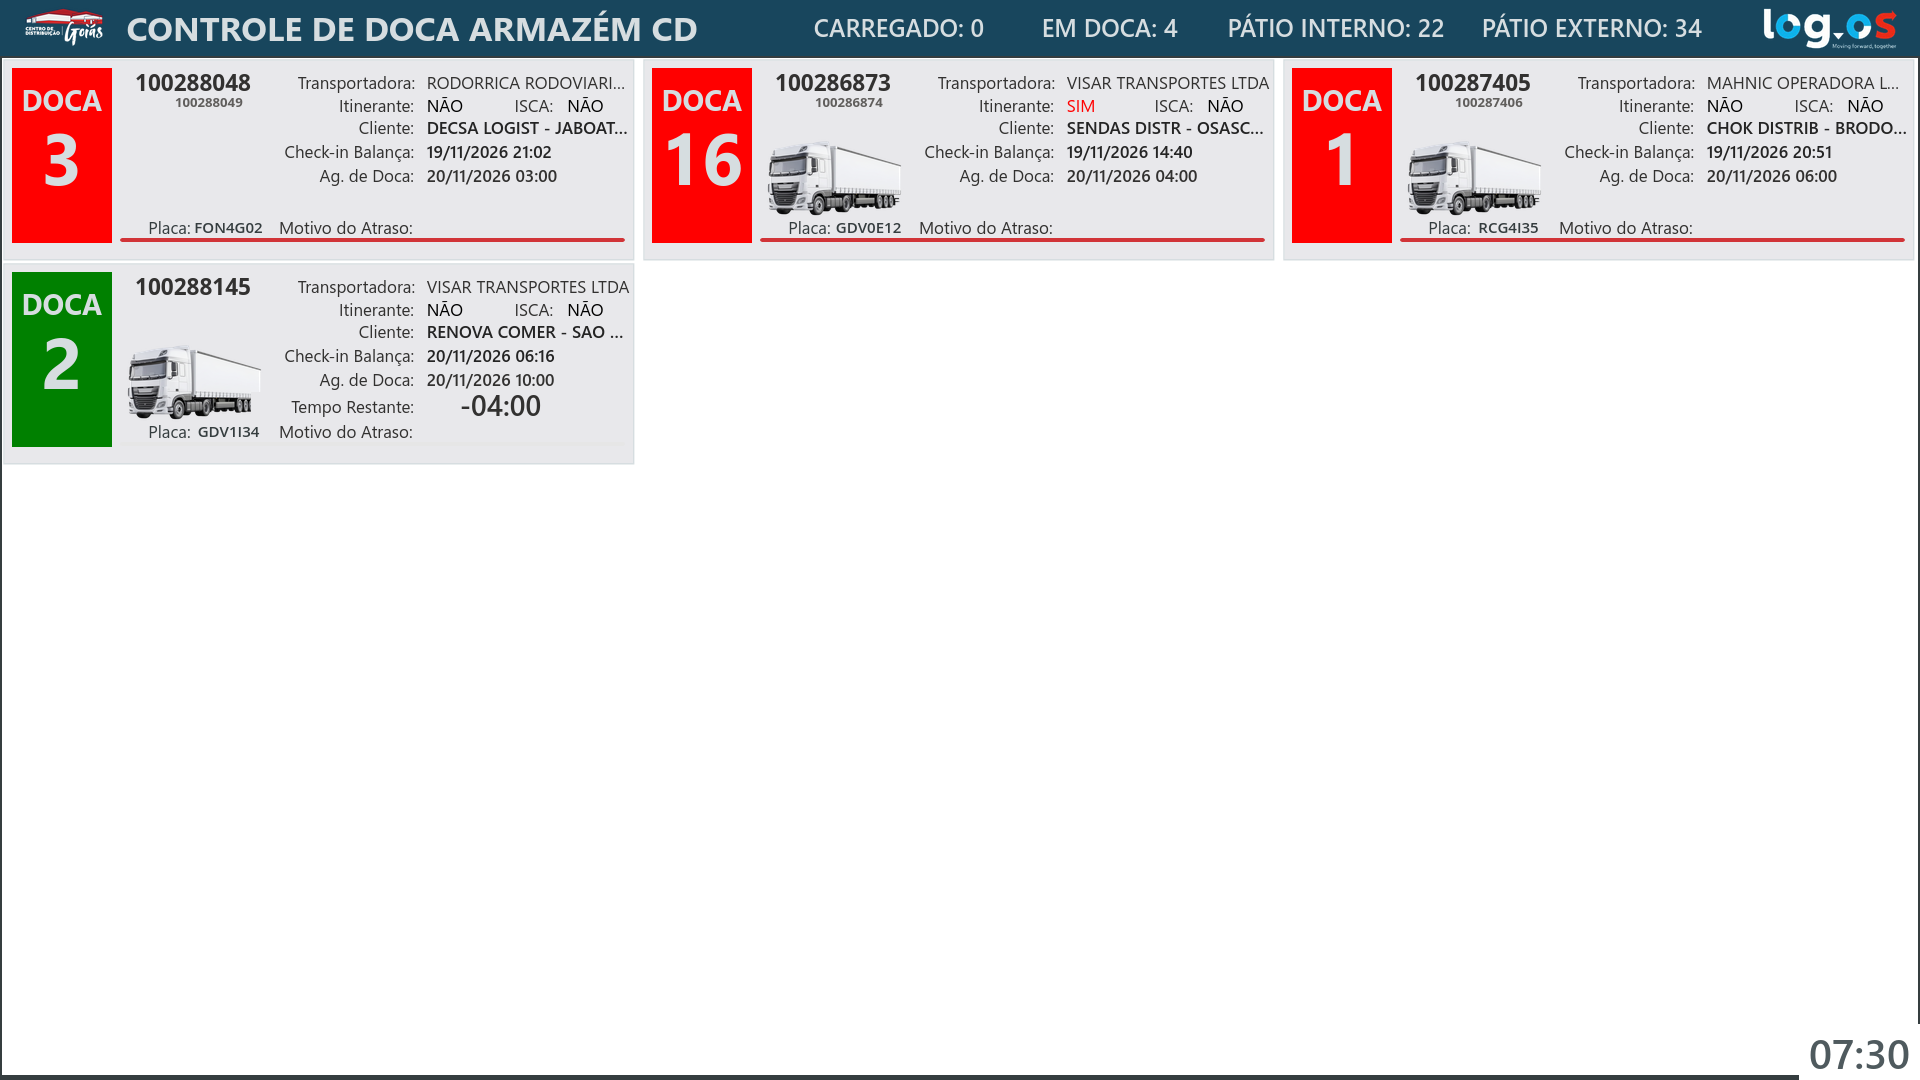 CENTRO DE DISTRIBUIÇÃO Goiás
CONTROLE DE DOCA ARMAZÉM CD
CARREGADO: 0
EM DOCA: 4
PÁTIO INTERNO: 22
PÁTIO EXTERNO: 34
log.os
Moving forward, together
DOCA
3
100288048
100288049
Transportadora: RODORRICA RODOVIARI...
Itinerante: NÃO ISCA: NÃO
Cliente: DECSA LOGIST - JABOAT...
Check-in Balança: 19/11/2026 21:02
Ag. de Doca: 20/11/2026 03:00
Placa: FON4G02 Motivo do Atraso:
DOCA
16
100286873
100286874
Transportadora: VISAR TRANSPORTES LTDA
Itinerante: SIM ISCA: NÃO
Cliente: SENDAS DISTR - OSASC...
Check-in Balança: 19/11/2026 14:40
Ag. de Doca: 20/11/2026 04:00
Placa: GDV0E12 Motivo do Atraso:
DOCA
1
100287405
100287406
Transportadora: MAHNIC OPERADORA L...
Itinerante: NÃO ISCA: NÃO
Cliente: CHOK DISTRIB - BRODO...
Check-in Balança: 19/11/2026 20:51
Ag. de Doca: 20/11/2026 06:00
Placa: RCG4I35 Motivo do Atraso:
DOCA
2
100288145
Transportadora: VISAR TRANSPORTES LTDA
Itinerante: NÃO ISCA: NÃO
Cliente: RENOVA COMER - SAO ...
Check-in Balança: 20/11/2026 06:16
Ag. de Doca: 20/11/2026 10:00
Tempo Restante: -04:00
Placa: GDV1I34 Motivo do Atraso:
07:30